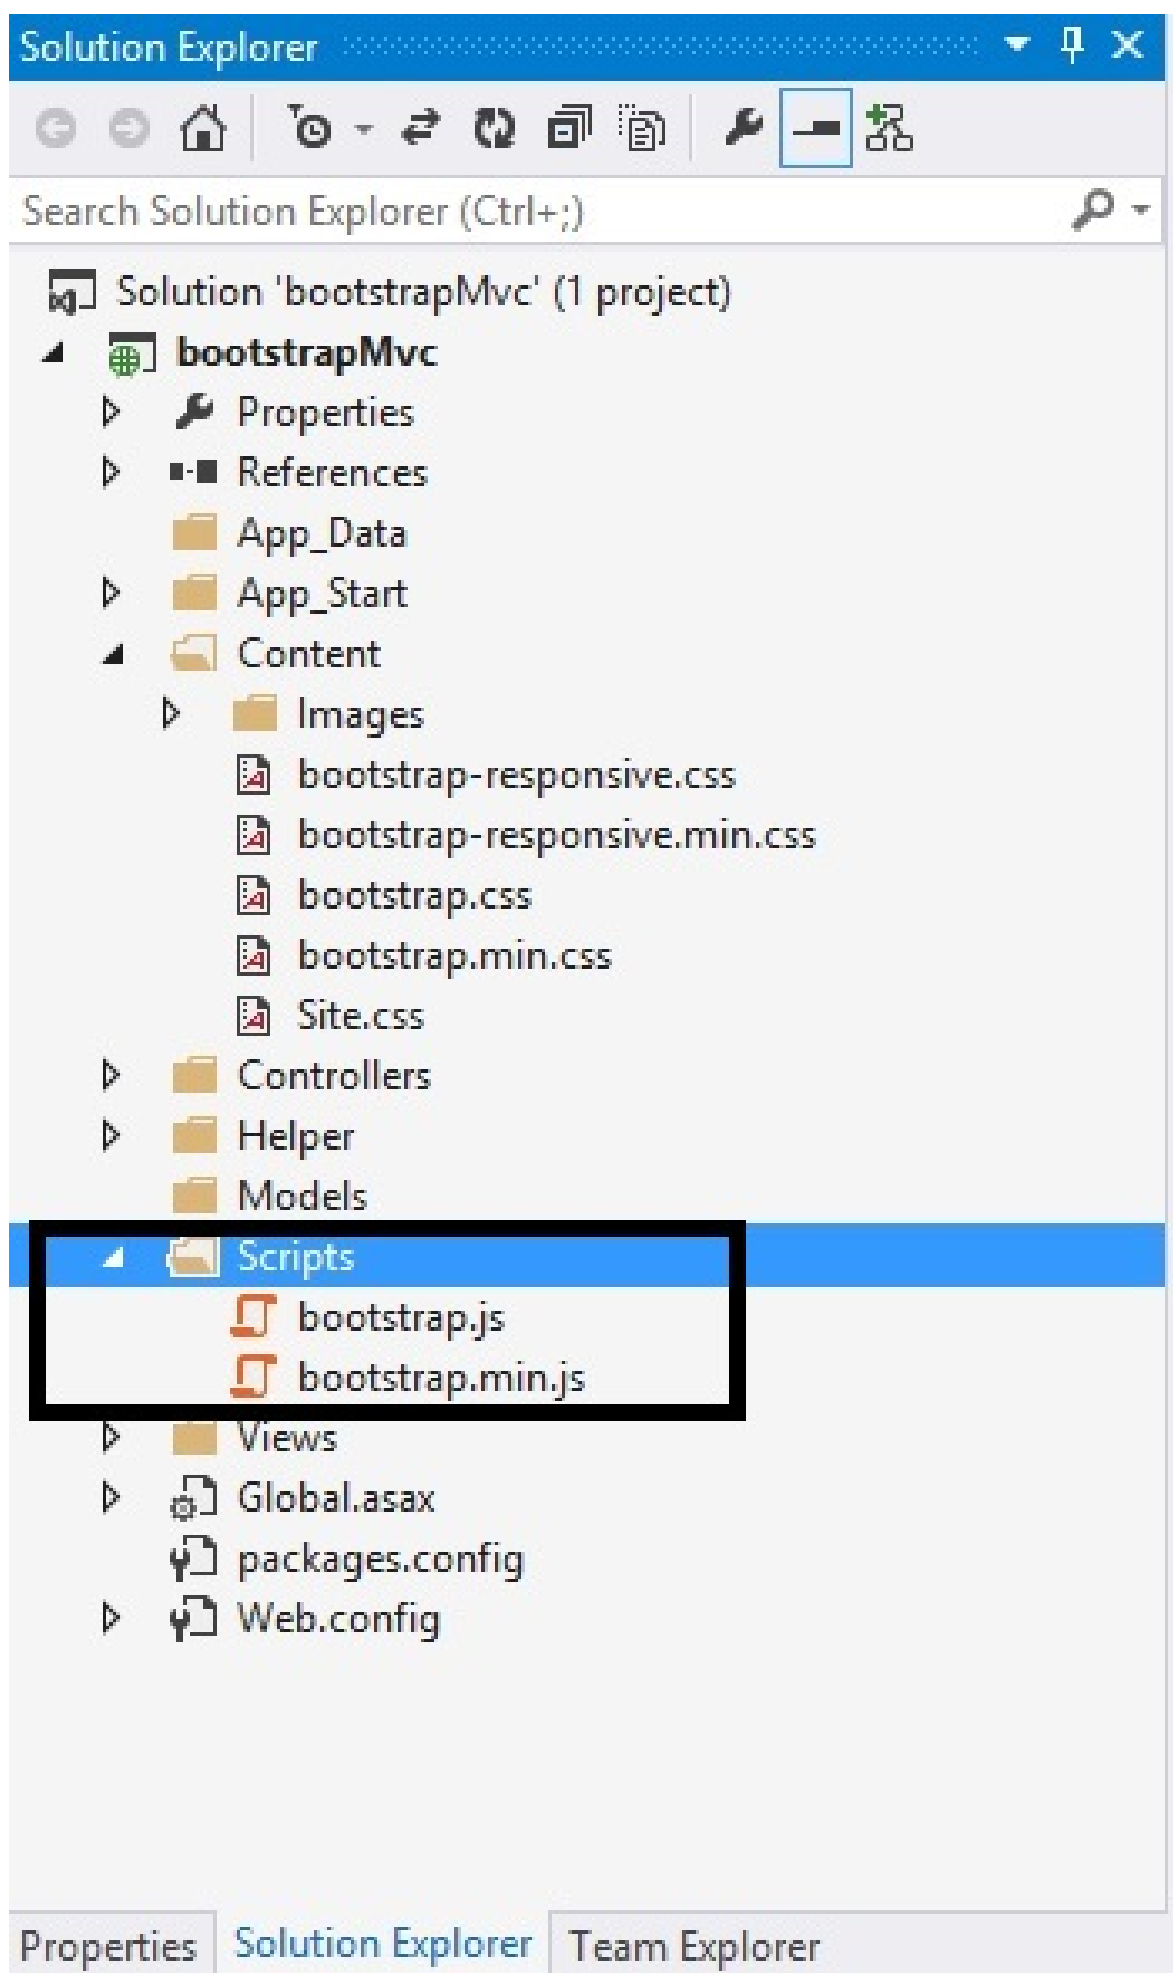 Solution Explorer
Search Solution Explorer (Ctrl+;)
Solution 'bootstrapMvc' (1 project)
bootstrapMvc
Properties
References
App_Data
App_Start
Content
Images
bootstrap-responsive.css
bootstrap-responsive.min.css
bootstrap.css
bootstrap.min.css
Site.css
Controllers
Helper
Models
Scripts
bootstrap.js
bootstrap.min.js
Views
Global.asax
packages.config
Web.config
Properties Solution Explorer Team Explorer